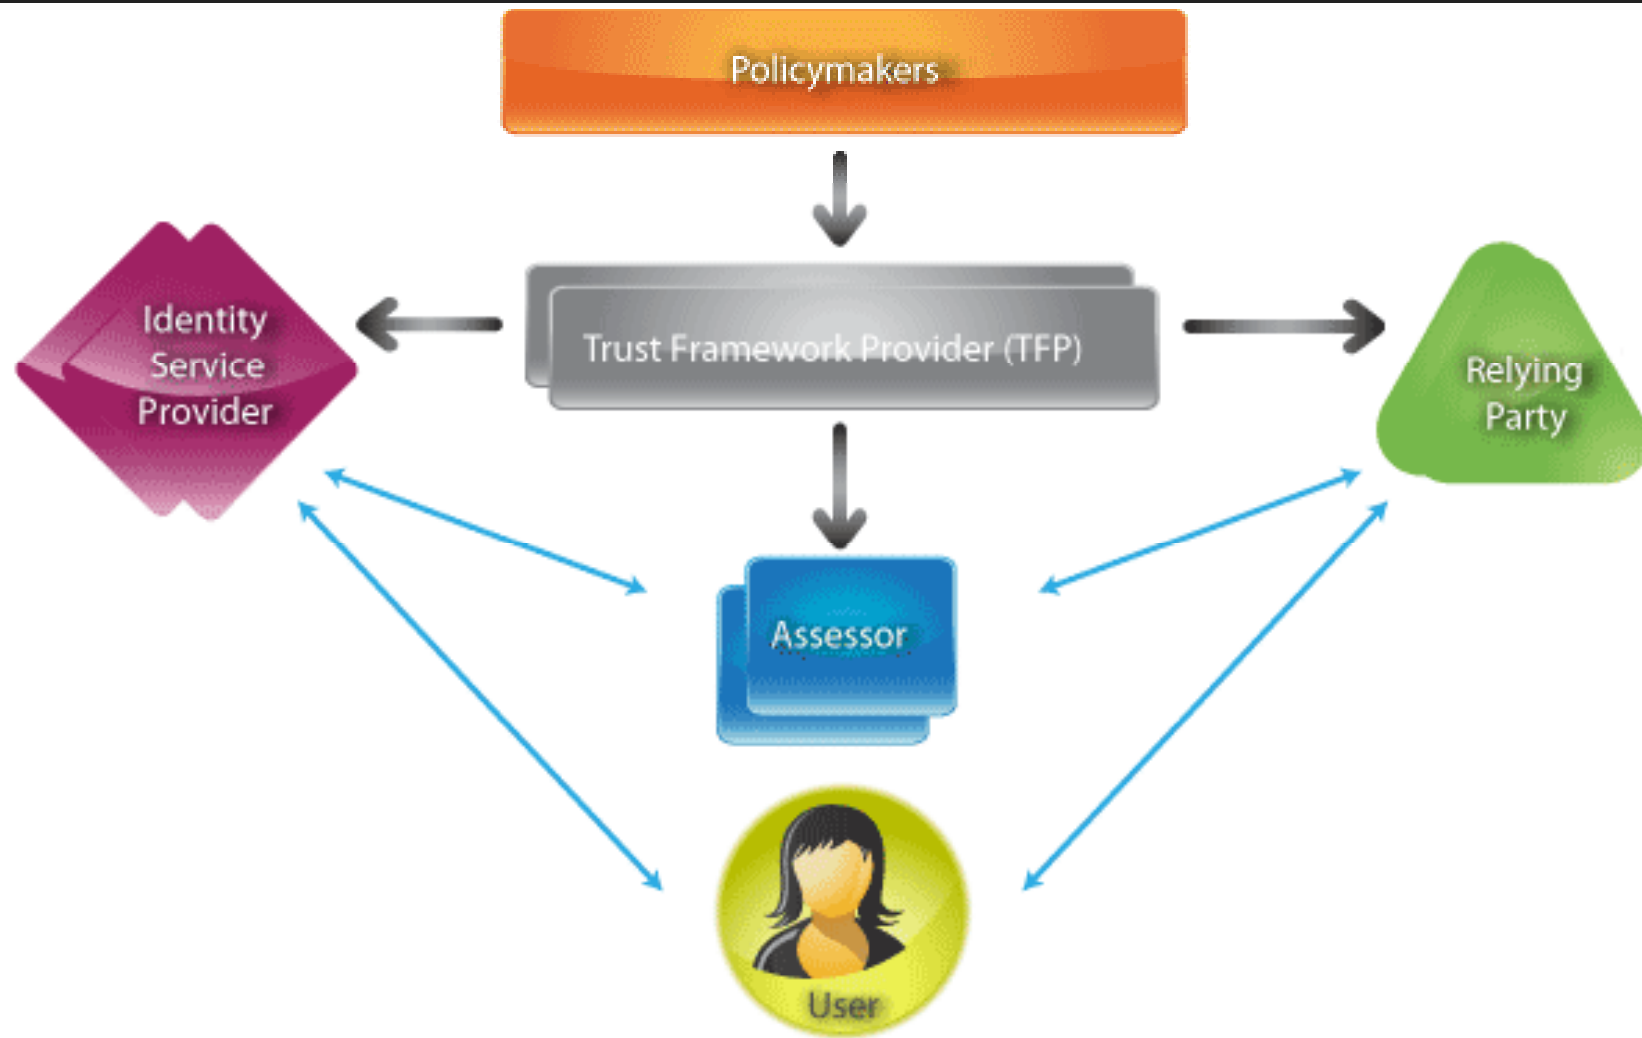 Policymakers
Identity
Service
Provider
Trust Framework Provider (TFP)
Relying
Party
Assessor
User